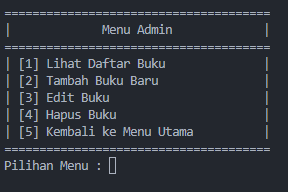 =====================================
|            Menu Admin             |
=====================================
| [1] Lihat Daftar Buku             |
| [2] Tambah Buku Baru              |
| [3] Edit Buku                     |
| [4] Hapus Buku                    |
| [5] Kembali ke Menu Utama         |
=====================================
Pilihan Menu :